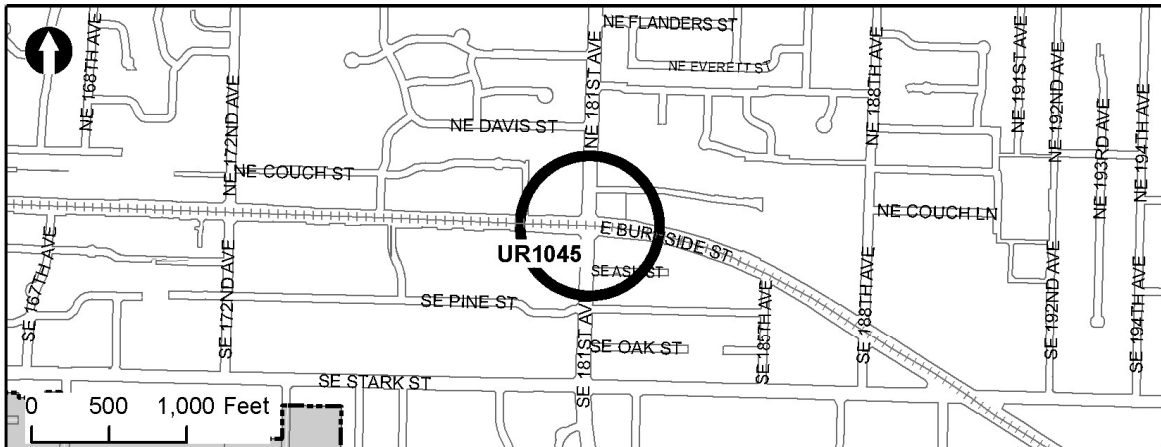 NE FLANDERS ST
NE EVERETT ST
NE 168TH AVE
NE 172ND AVE
NE 181ST AVE
NE 188TH AVE
NE 191ST AVE
NE 192ND AVE
NE 193RD AVE
NE 194TH AVE
NE DAVIS ST
NE COUCH ST
NE COUCH LN
E BURNSIDE ST
UR1045
SE ASH ST
SE 167TH AVE
SE 172ND AVE
SE PINE ST
SE 181ST AV
SE 185TH AVE
SE 188TH AVE
SE 192ND AVE
SE 194TH AVE
SE OAK ST
SE STARK ST
0 500 1,000 Feet